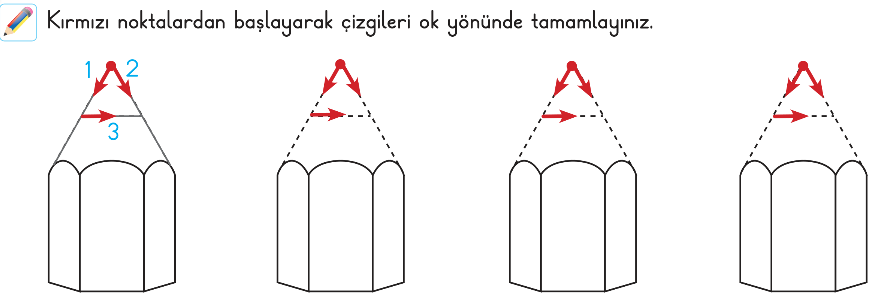 Kırmızı noktalardan başlayarak çizgileri ok yönünde tamamlayınız.
1 2
3